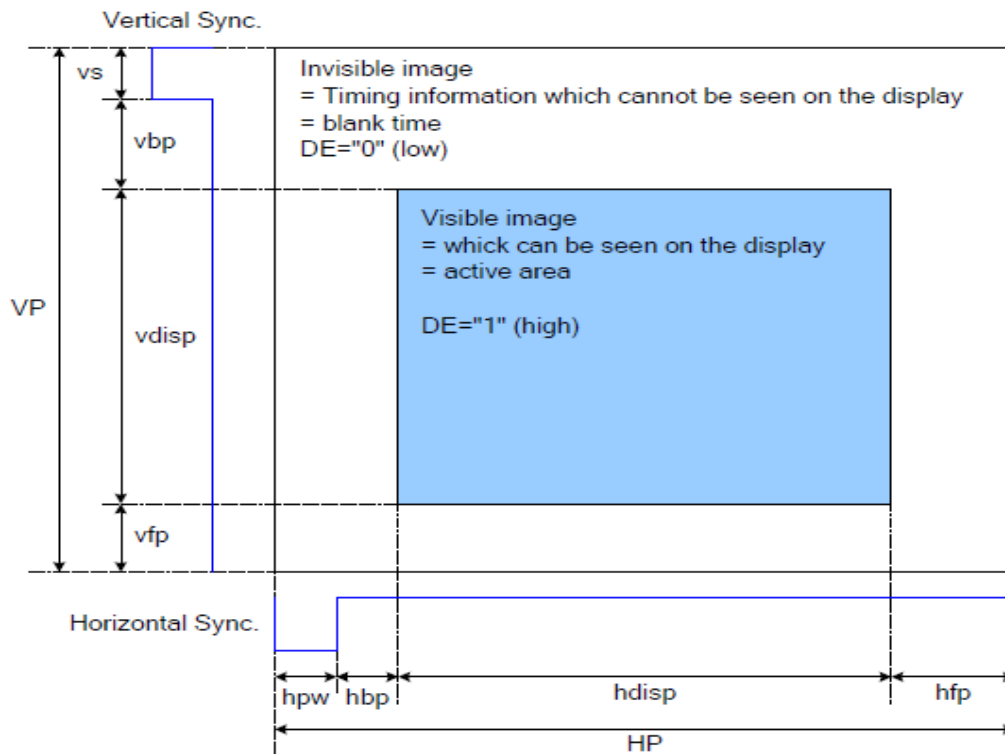 Vertical Sync.
vs
Invisible image
= Timing information which cannot be seen on the display
= blank time
DE="0" (low)
vbp
Visible image
= whick can be seen on the display
= active area
DE="1" (high)
VP
vdisp
vfp
Horizontal Sync.
hpw
hbp
hdisp
hfp
HP